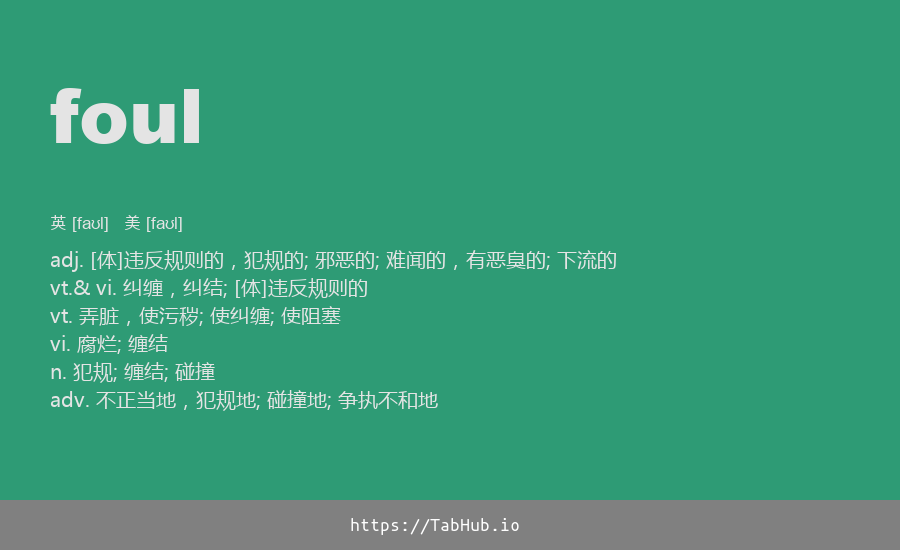 foul
英 [faʊl] 美 [faʊl]
adj. [体]违反规则的，犯规的; 邪恶的; 难闻的，有恶臭的; 下流的
vt.& vi. 纠缠，纠结; [体]违反规则的
vt. 弄脏，使污秽; 使纠缠; 使阻塞
vi. 腐烂; 缠结
n. 犯规; 缠结; 碰撞
adv. 不正当地，犯规地; 碰撞地; 争执不和地
https://TabHub.io